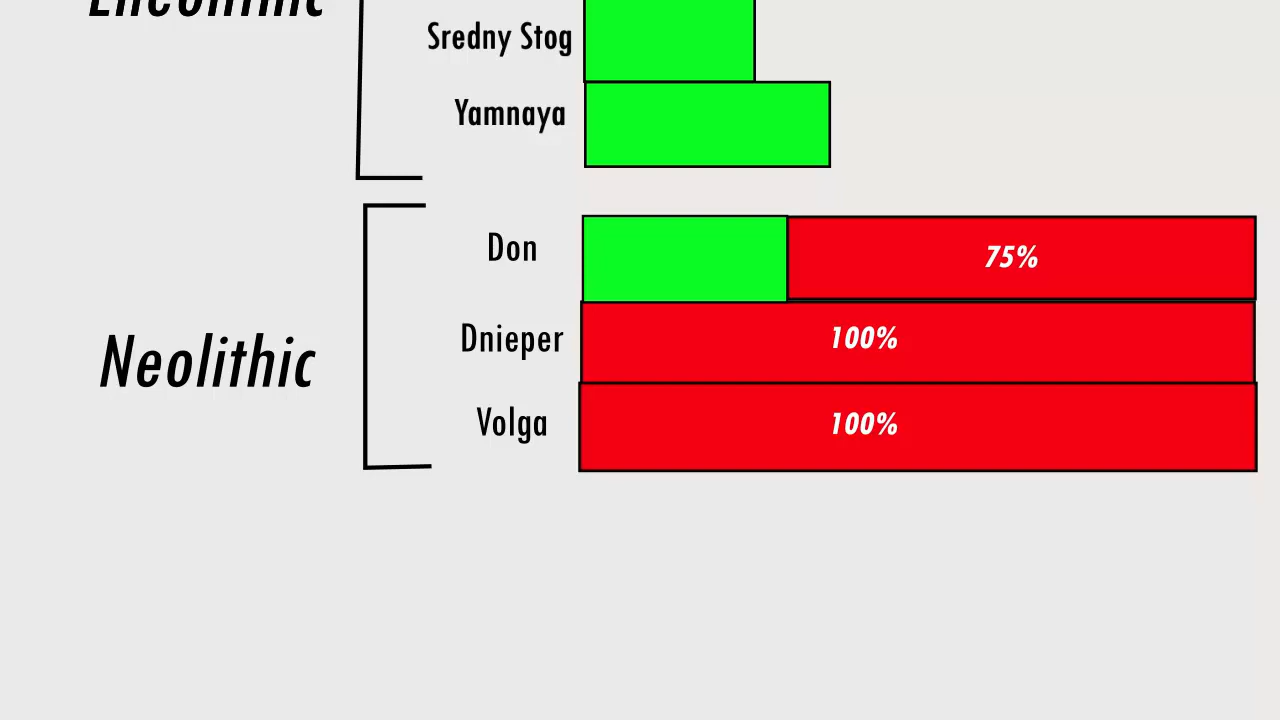 Sredny Stog
Yamnaya
Don
75%
Neolithic
Dnieper
100%
Volga
100%